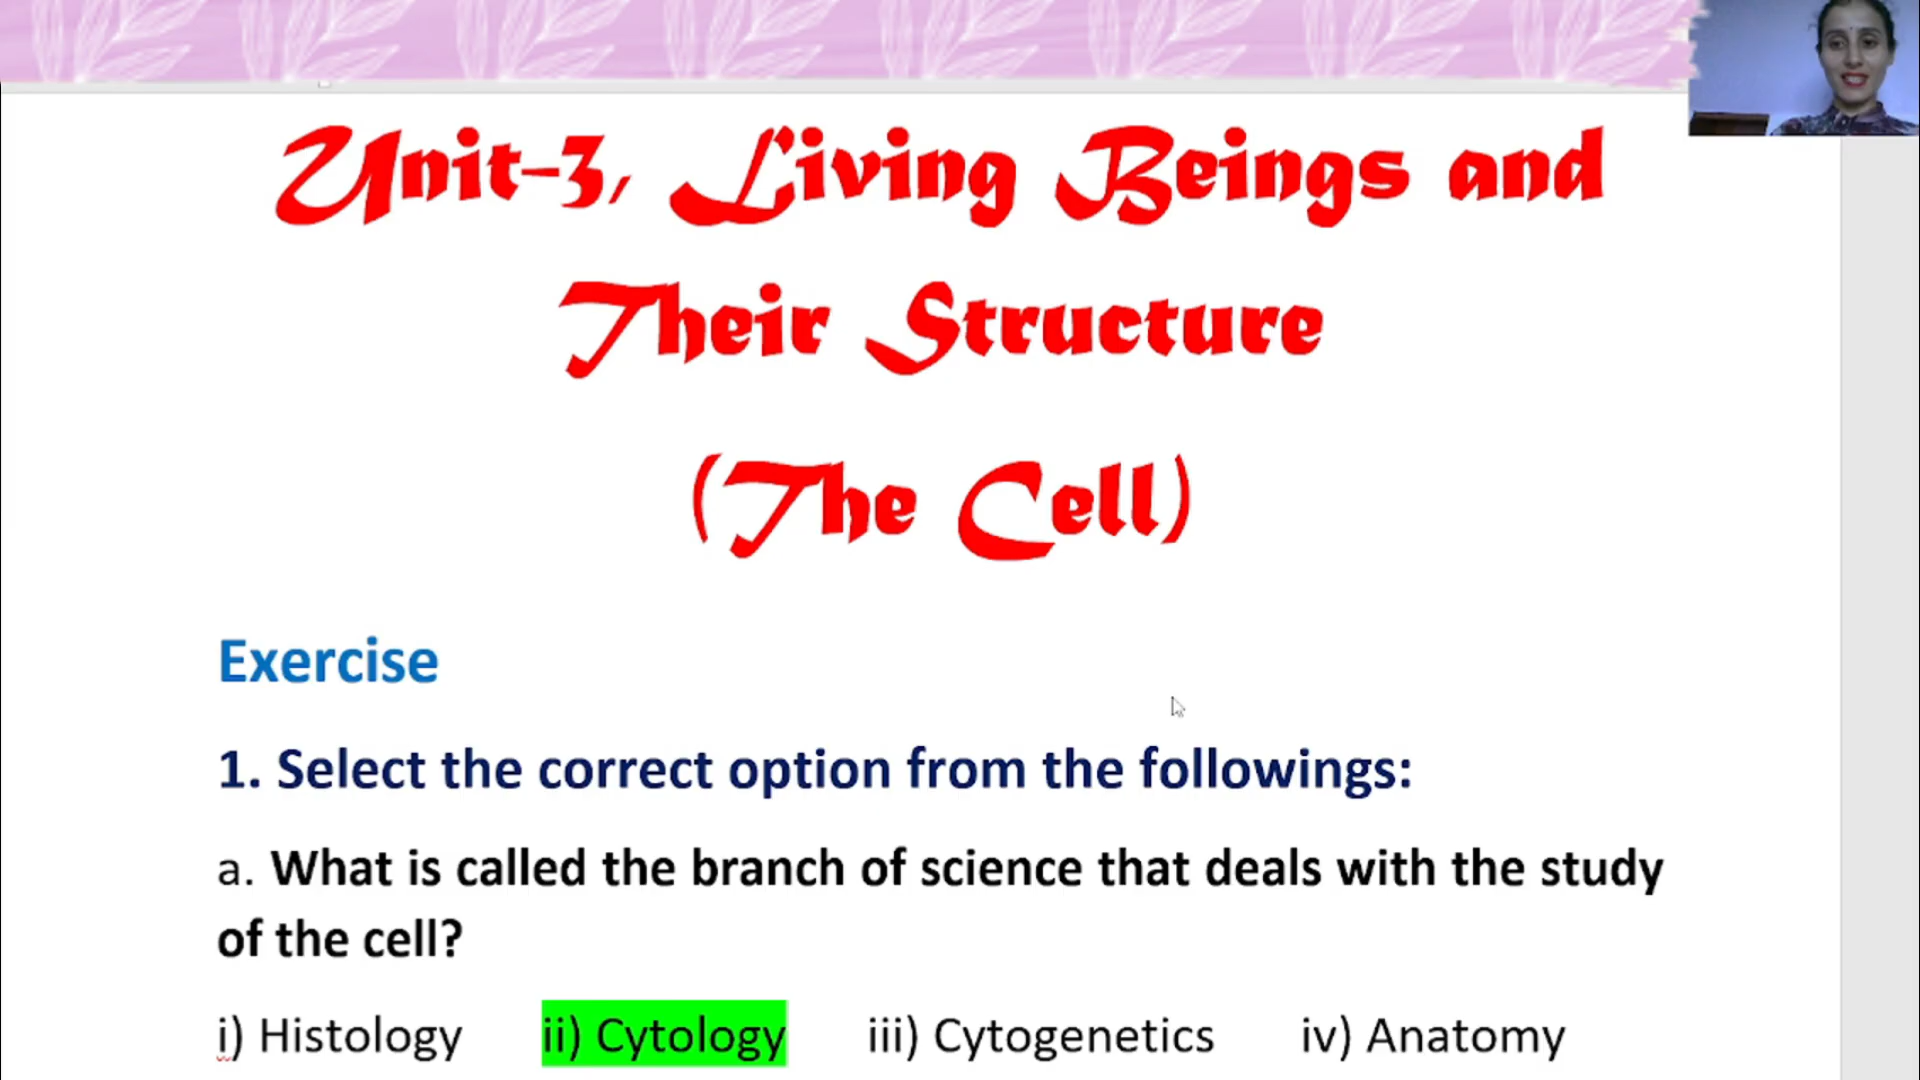 Unit-3, Living Beings and
Their Structure
(The Cell)
Exercise
1. Select the correct option from the followings:
a. What is called the branch of science that deals with the study
of the cell?
i) Histology ii) Cytology iii) Cytogenetics iv) Anatomy